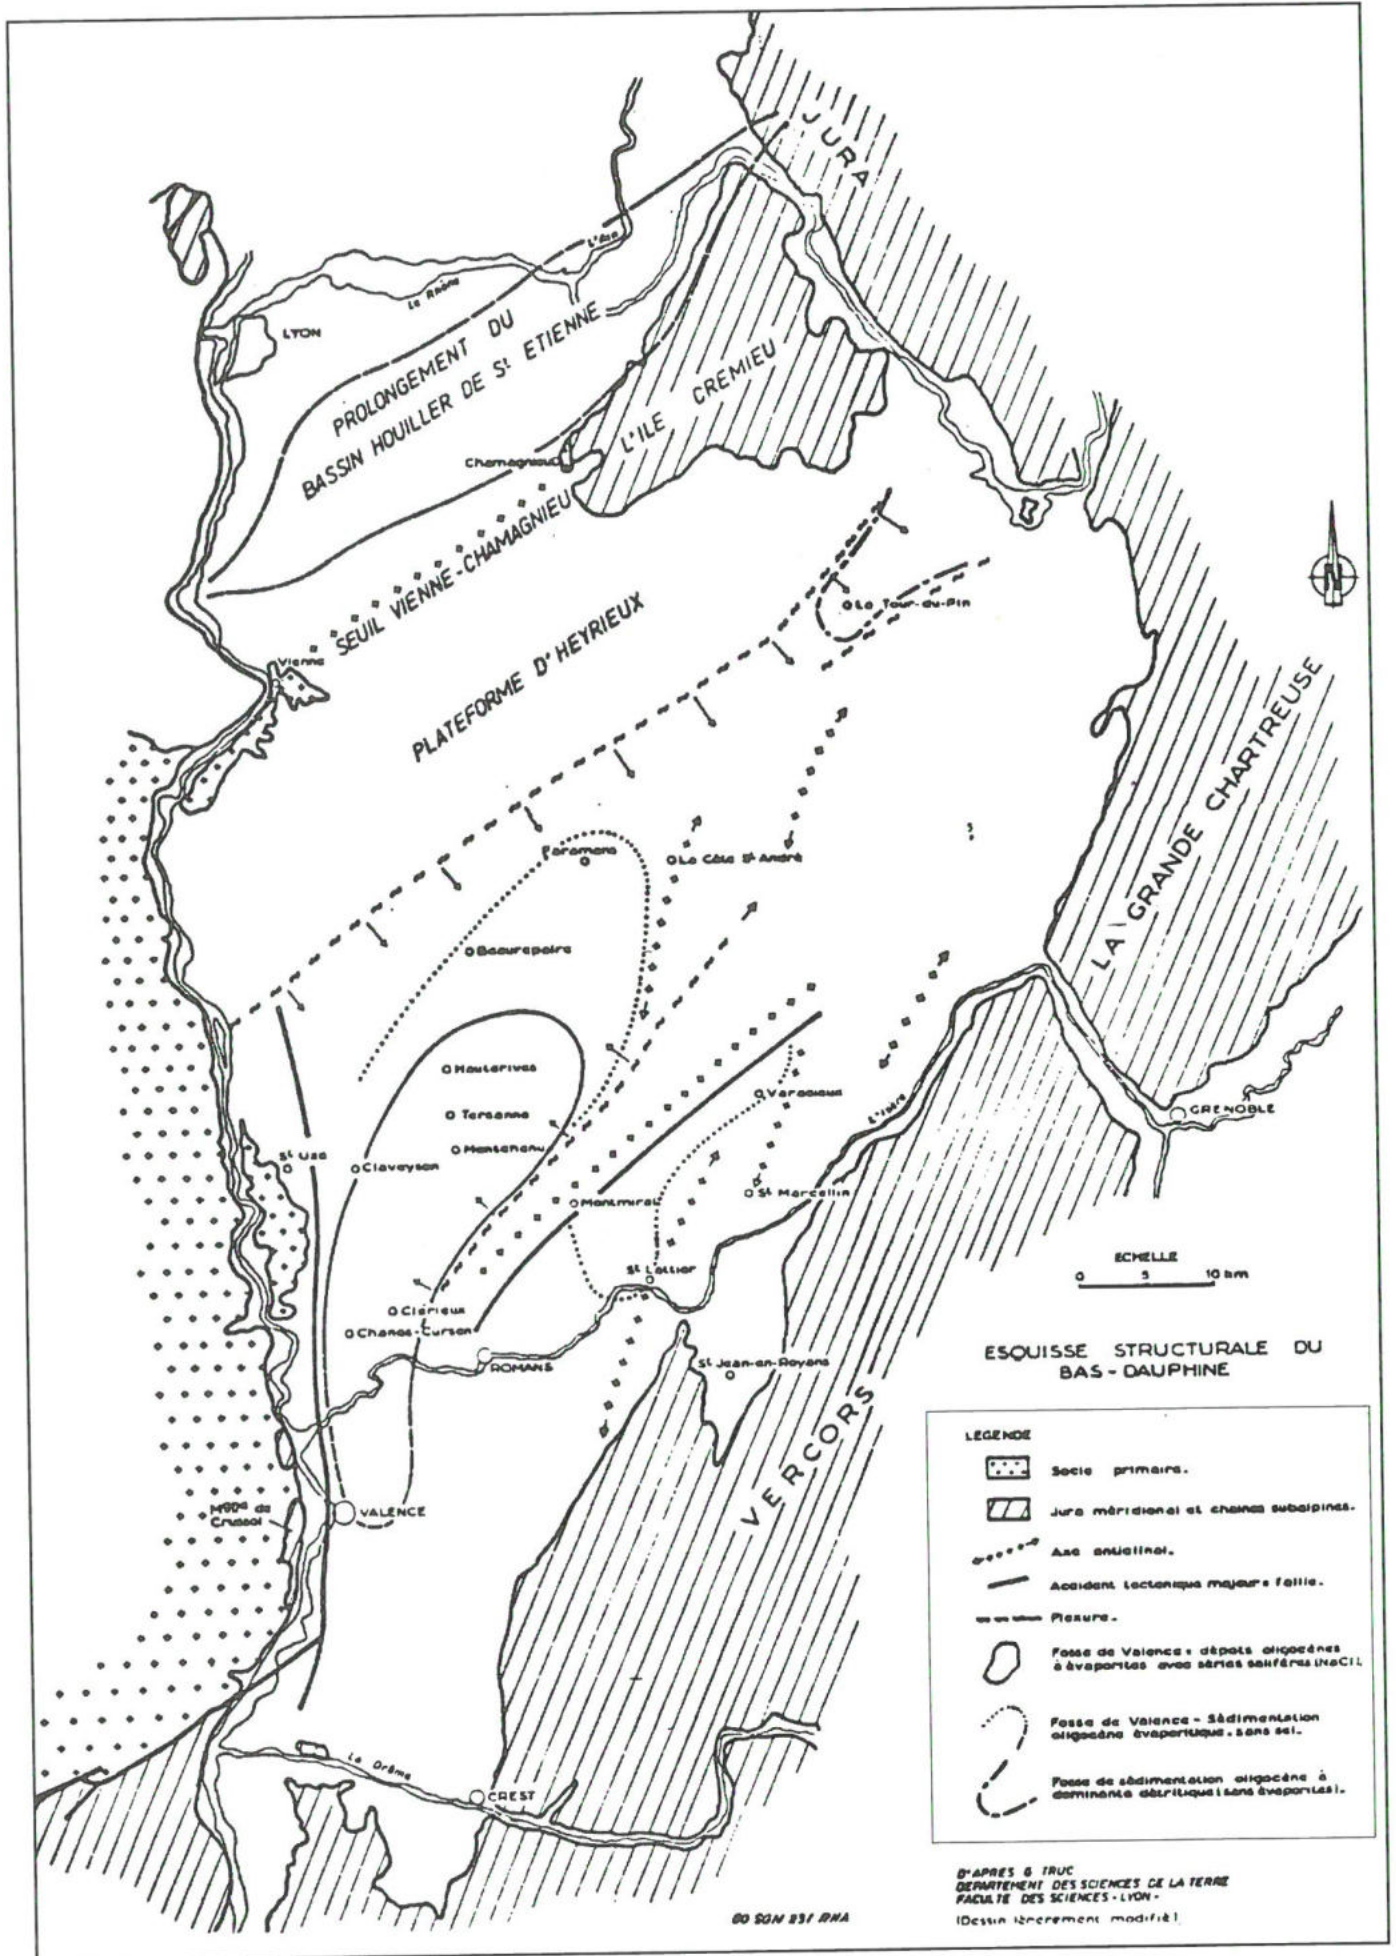 JURA
L'Ain
Le Rhône
LYON
PROLONGEMENT DU
BASSIN HOUILLER DE St ETIENNE
L'ILE CREMIEU
Chamagnieu
SEUIL VIENNE-CHAMAGNIEU
Vienne
PLATEFORME D'HEYRIEUX
La Tour-du-Pin
N
LA GRANDE CHARTREUSE
Faramans
La Côte St André
Beaurepaire
Hauterives
Tersanne
Montchenu
St Uze
Claveyson
Varacieux
L'Isère
GRENOBLE
Montmiral
St Marcellin
St Lattier
Clérieux
Chanos-Curson
ROMANS
St Jean-en-Royans
VERCORS
Mgne de
Crussol
VALENCE
La Drôme
CREST
ECHELLE
0 5 10 km
ESQUISSE STRUCTURALE DU
BAS-DAUPHINE
LEGENDE
Socle primaire.
Jura méridional et chaines subalpines.
Axe anticlinal.
Accident tectonique majeur: faille.
Flexure.
Fosse de Valence: dépots oligocènes
à évaporites avec séries salifères (NaCl).
Fosse de Valence - Sédimentation
oligocène évaporitique, sans sel.
Fosse de sédimentation oligocène à
dominante détritique (sans évaporites).
D'APRES G TRUC
DEPARTEMENT DES SCIENCES DE LA TERRE
FACULTE DES SCIENCES - LYON -
(Dessin légèrement modifié)
80 SGN 231 RHA